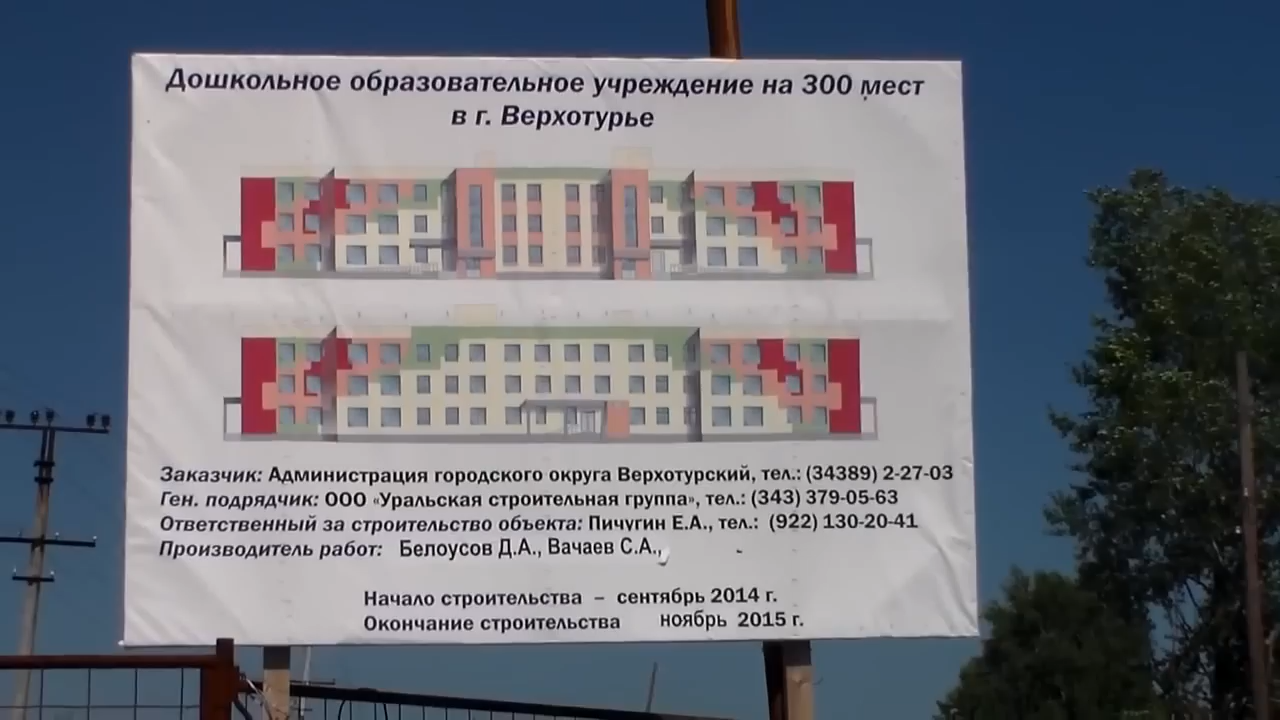 Дошкольное образовательное учреждение на 300 мест
в г. Верхотурье
Заказчик: Администрация городского округа Верхотурский, тел.: (34389) 2-27-03
Ген. подрядчик: ООО «Уральская строительная группа», тел.: (343) 379-05-63
Ответственный за строительство объекта: Пичугин Е.А., тел.: (922) 130-20-41
Производитель работ: Белоусов Д.А., Вачаев С.А.,
Начало строительства – сентябрь 2014 г.
Окончание строительства ноябрь 2015 г.